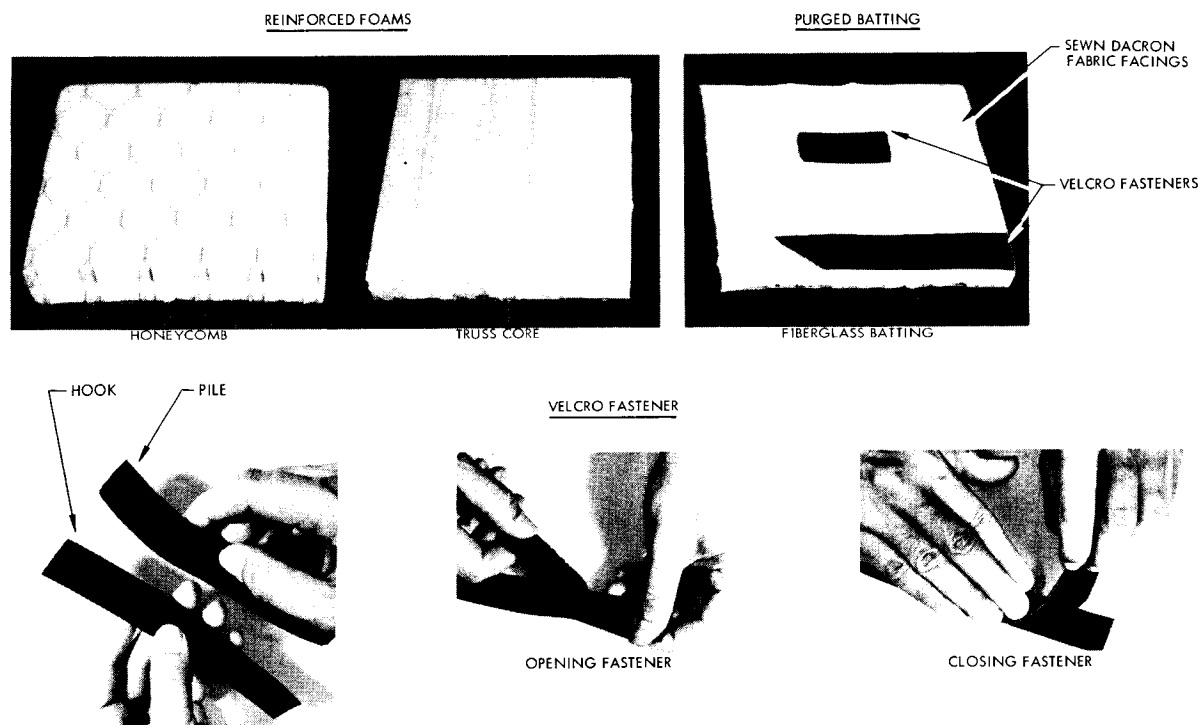 REINFORCED FOAMS
PURGED BATTING
SEWN DACRON
FABRIC FACINGS
VELCRO FASTENERS
HONEYCOMB
TRUSS CORE
FIBERGLASS BATTING
HOOK
PILE
VELCRO FASTENER
OPENING FASTENER
CLOSING FASTENER